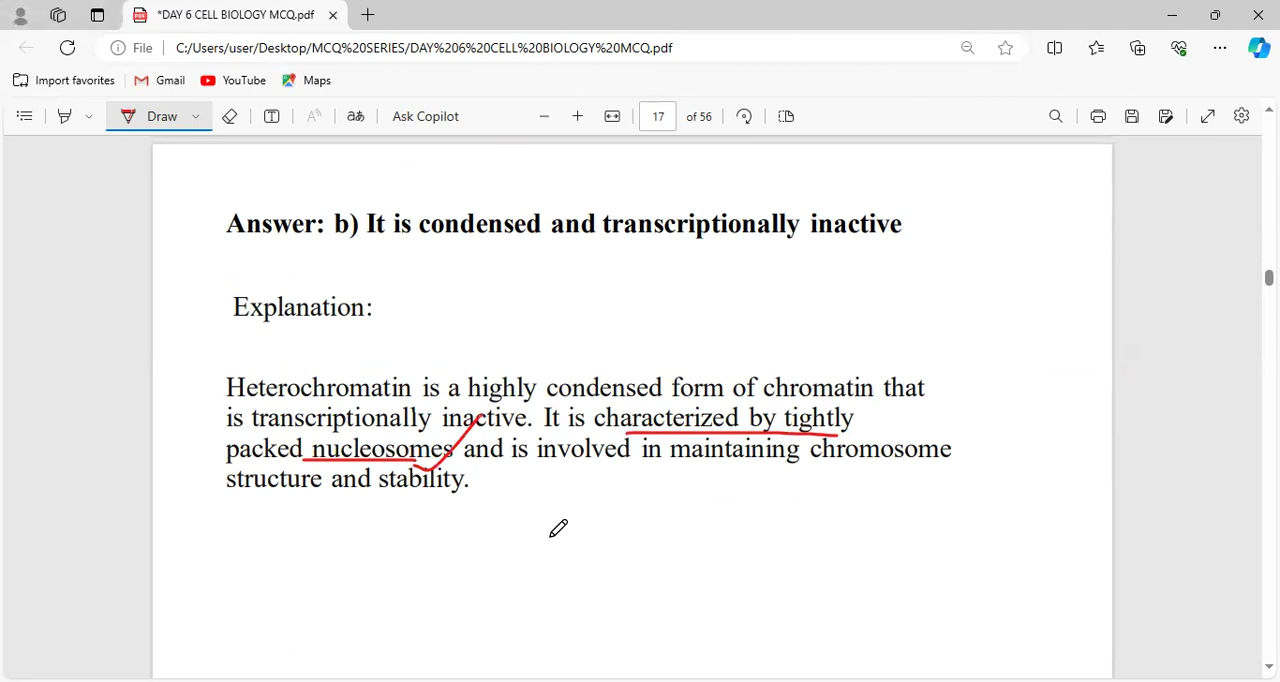 *DAY 6 CELL BIOLOGY MCQ.pdf
File C:/Users/user/Desktop/MCQ%20SERIES/DAY%206%20CELL%20BIOLOGY%20MCQ.pdf
Import favorites Gmail YouTube Maps
Draw Ask Copilot 17 of 56
Answer: b) It is condensed and transcriptionally inactive
Explanation:
Heterochromatin is a highly condensed form of chromatin that
is transcriptionally inactive. It is characterized by tightly
packed nucleosomes and is involved in maintaining chromosome
structure and stability.